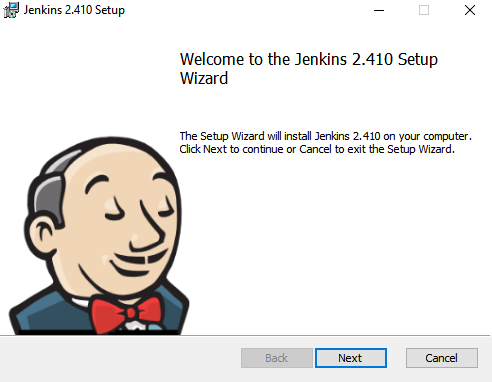 Jenkins 2.410 Setup
Welcome to the Jenkins 2.410 Setup
Wizard
The Setup Wizard will install Jenkins 2.410 on your computer.
Click Next to continue or Cancel to exit the Setup Wizard.
Back
Next
Cancel